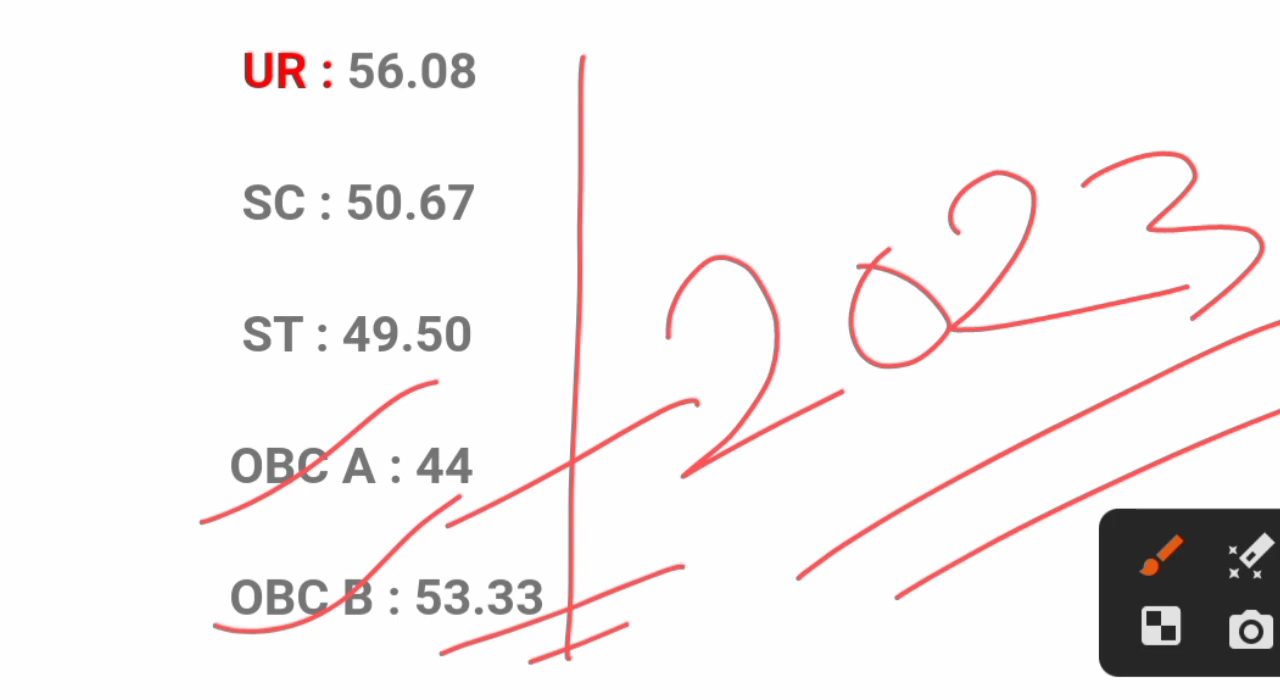 UR : 56.08
SC : 50.67
ST : 49.50
OBC A : 44
OBC B : 53.33
2023